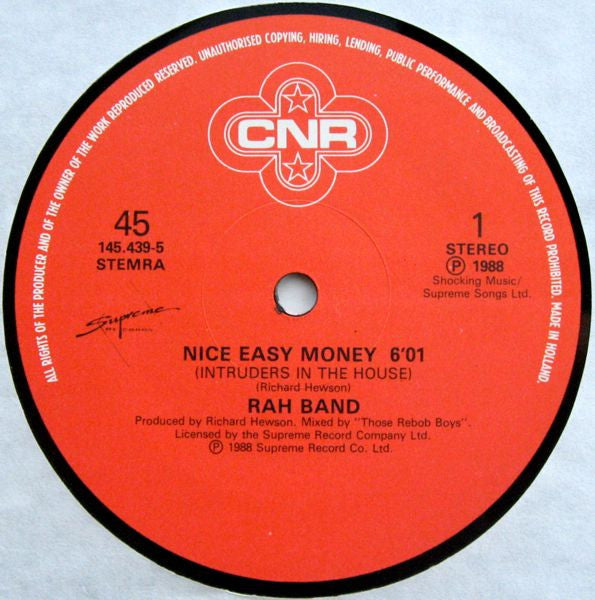 ALL RIGHTS OF THE PRODUCER AND OF THE OWNER OF THE WORK REPRODUCED RESERVED. UNAUTHORISED COPYING, HIRING, LENDING, PUBLIC PERFORMANCE AND BROADCASTING OF THIS RECORD PROHIBITED. MADE IN HOLLAND.
CNR
45
145.439-5
STEMRA
1
STEREO
℗ 1988
Shocking Music/
Supreme Songs Ltd.
Supreme
RECORDS
NICE EASY MONEY 6'01
(INTRUDERS IN THE HOUSE)
(Richard Hewson)
RAH BAND
Produced by Richard Hewson. Mixed by "Those Rebob Boys".
Licensed by the Supreme Record Company Ltd.
℗ 1988 Supreme Record Co. Ltd.